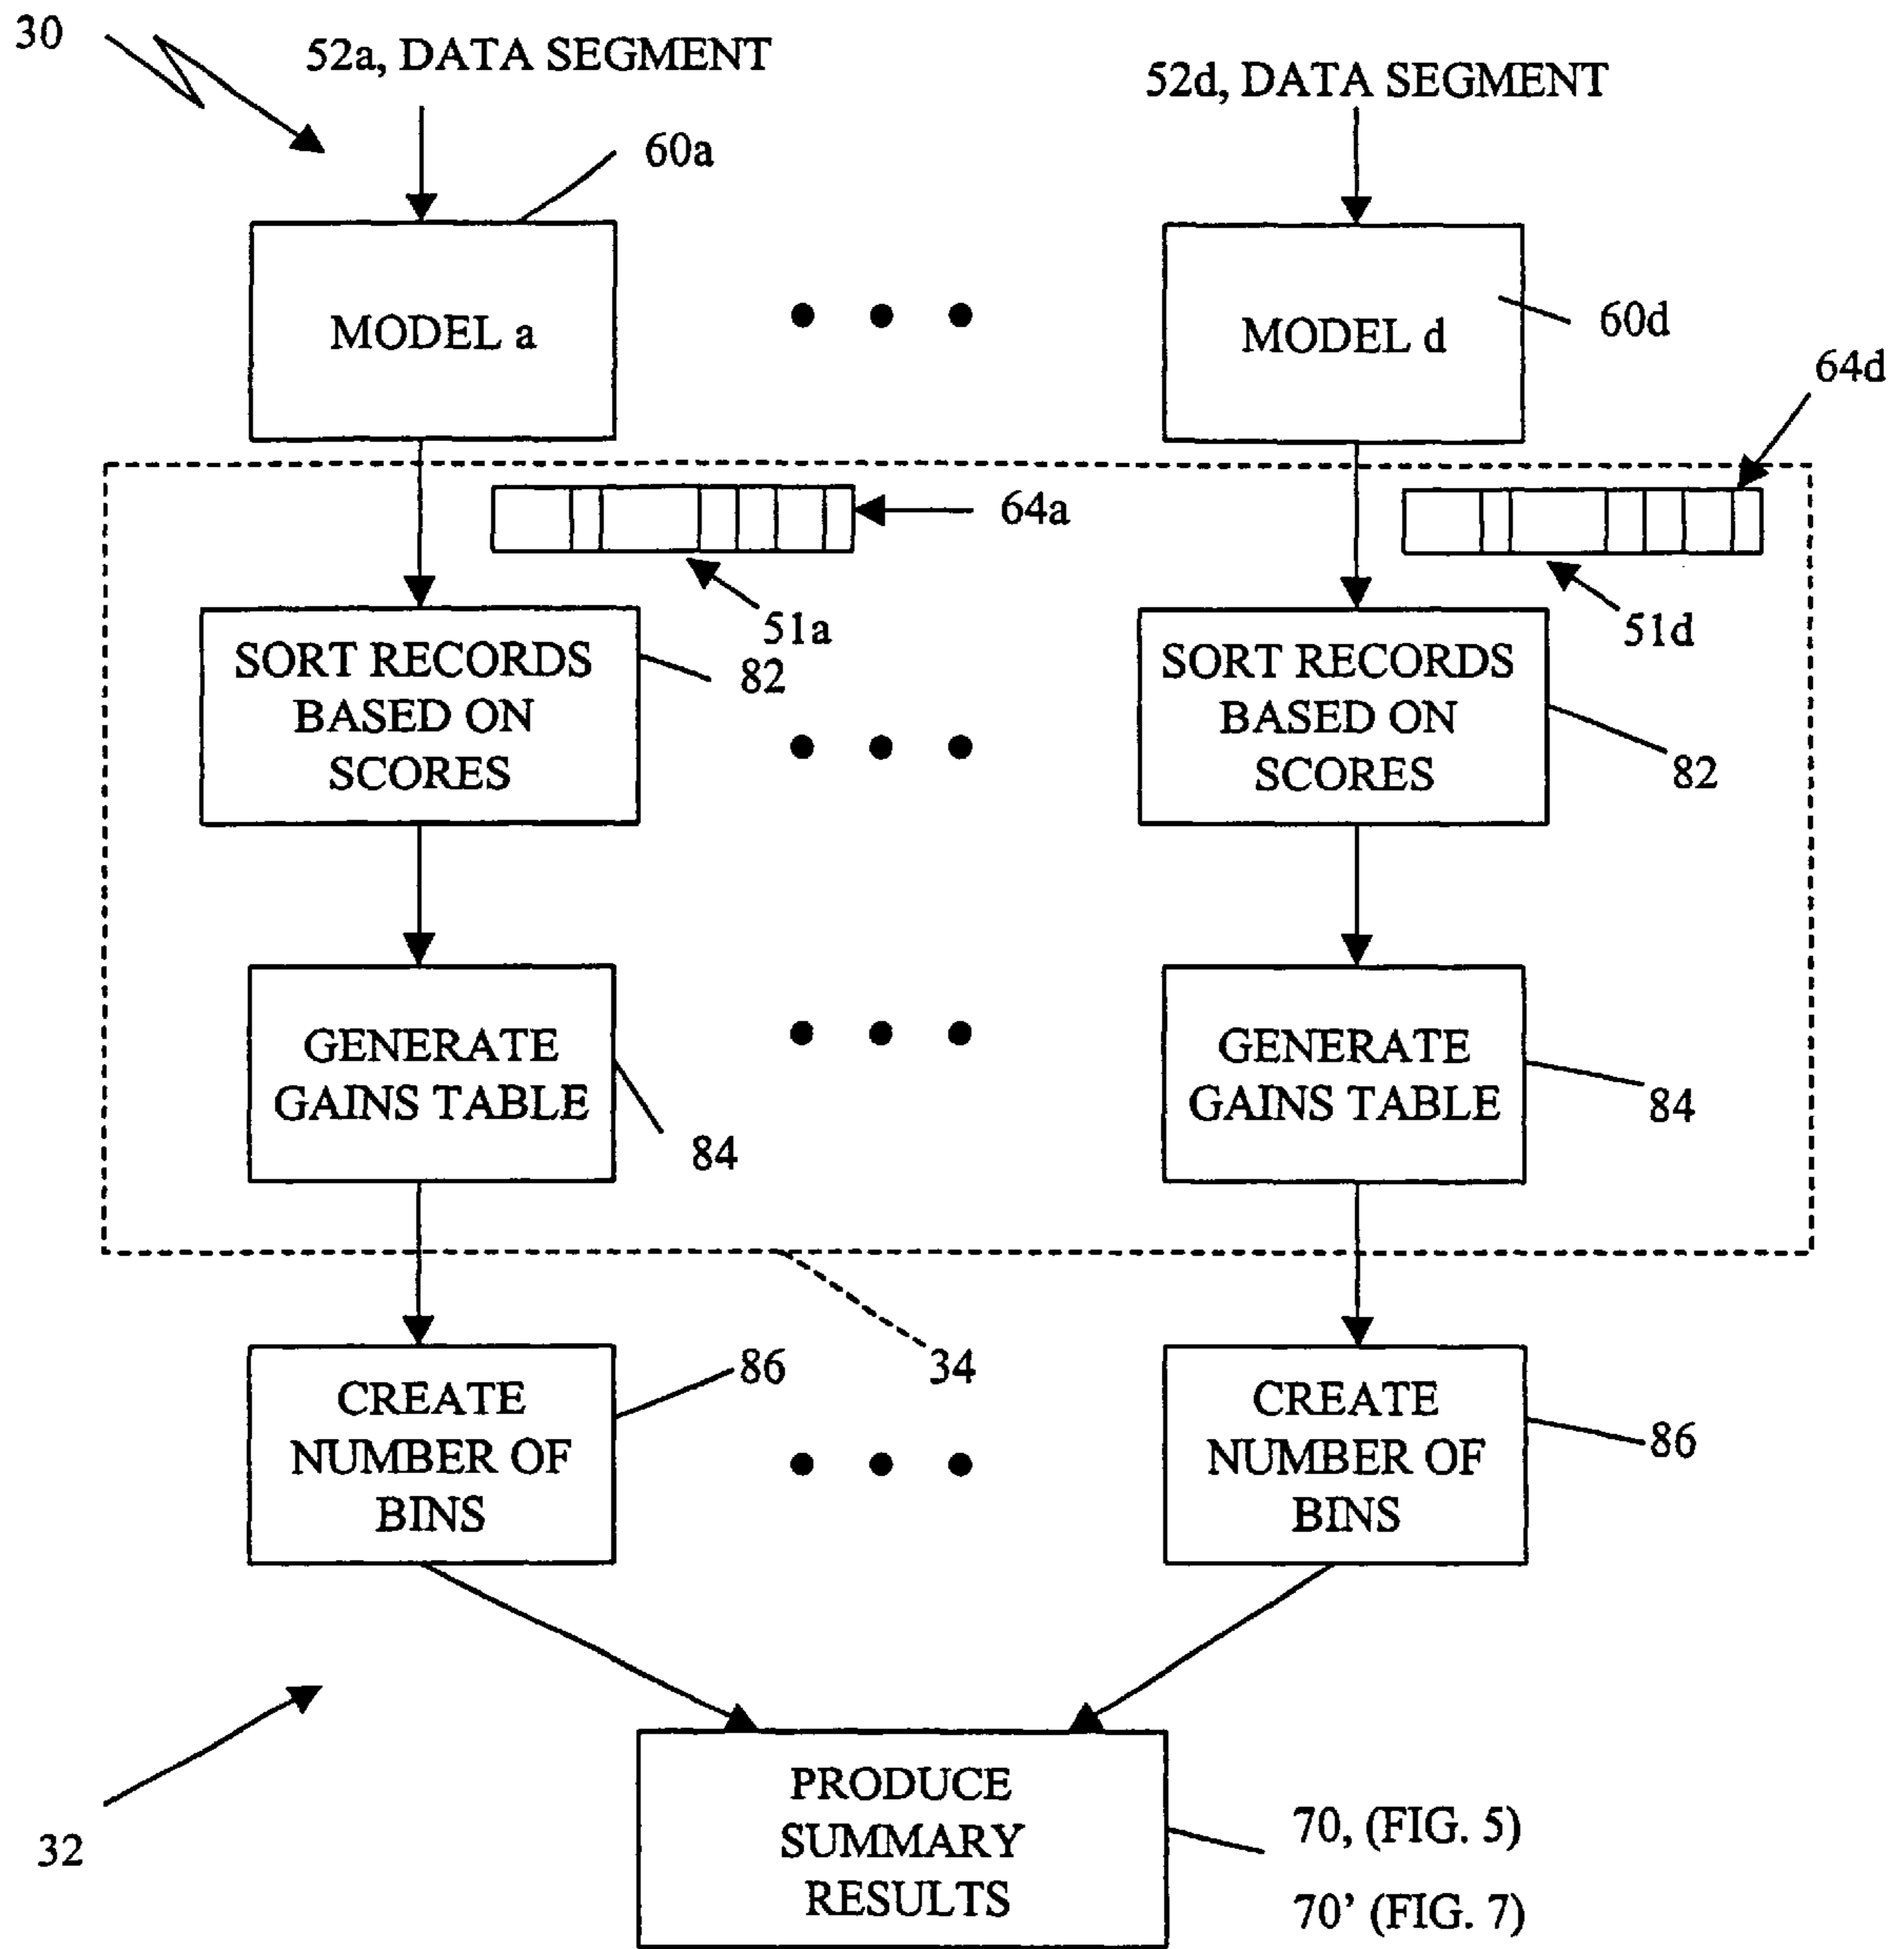 30
52a, DATA SEGMENT
52d, DATA SEGMENT
60a
MODEL a
MODEL d
60d
64d
64a
51a
51d
SORT RECORDS
BASED ON
SCORES
82
SORT RECORDS
BASED ON
SCORES
82
GENERATE
GAINS TABLE
84
GENERATE
GAINS TABLE
84
34
CREATE
NUMBER OF
BINS
86
CREATE
NUMBER OF
BINS
86
32
PRODUCE
SUMMARY
RESULTS
70, (FIG. 5)
70' (FIG. 7)